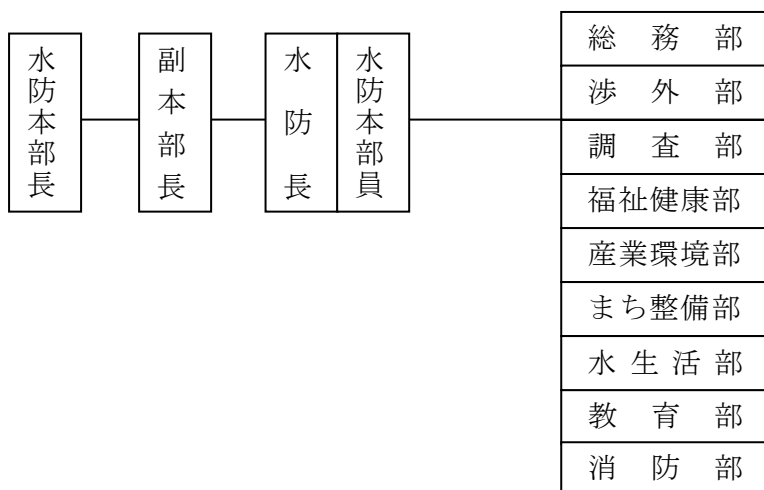 水防本部長
副本部長
水防長
水防本部員
総務部
渉外部
調査部
福祉健康部
産業環境部
まち整備部
水生活部
教育部
消防部